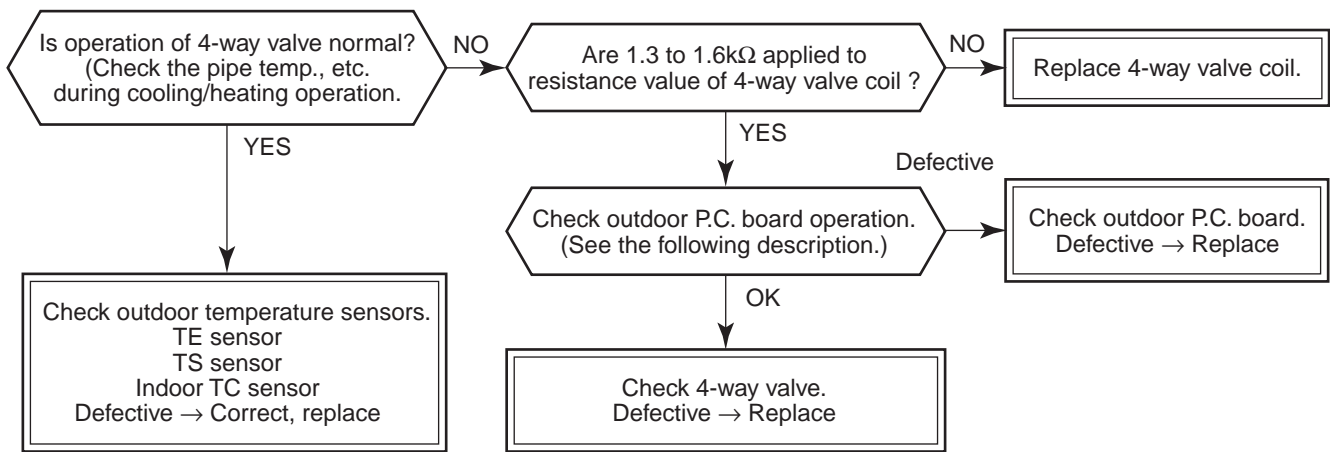 Is operation of 4-way valve normal?
(Check the pipe temp., etc.
during cooling/heating operation.
NO
Are 1.3 to 1.6kΩ applied to
resistance value of 4-way valve coil ?
NO
Replace 4-way valve coil.
YES
YES
Defective
Check outdoor P.C. board operation.
(See the following description.)
Check outdoor P.C. board.
Defective → Replace
OK
Check outdoor temperature sensors.
TE sensor
TS sensor
Indoor TC sensor
Defective → Correct, replace
Check 4-way valve.
Defective → Replace